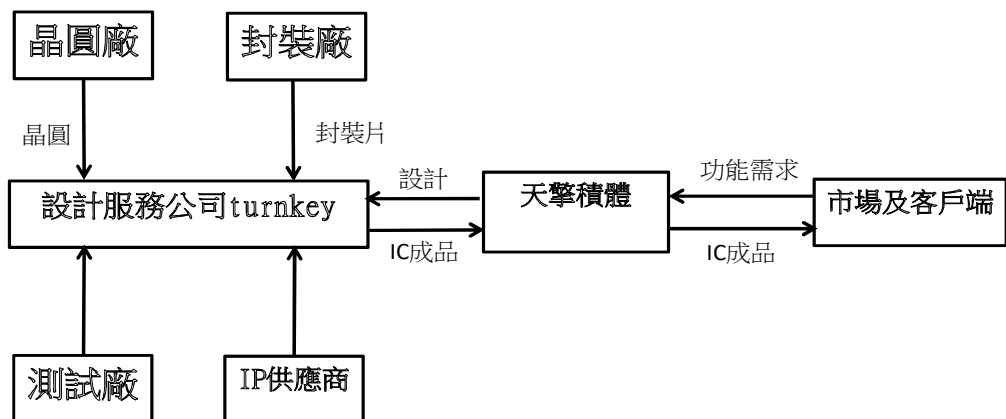 晶圓廠
封裝廠
晶圓
封裝片
設計服務公司turnkey
設計
IC成品
天擎積體
功能需求
IC成品
市場及客戶端
測試廠
IP供應商